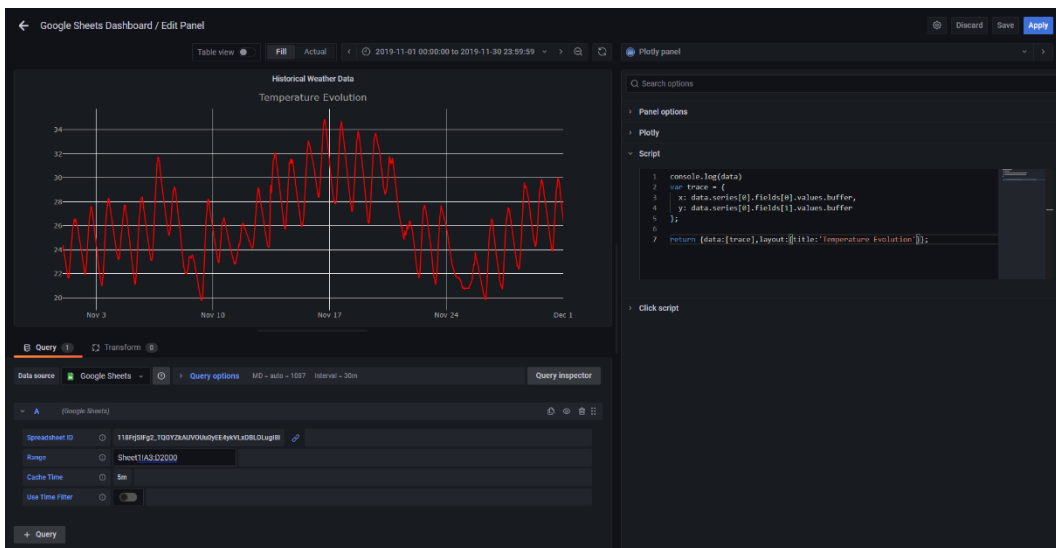 Google Sheets Dashboard / Edit Panel
Discard Save Apply
Table view Fill Actual 2019-11-01 00:00:00 to 2019-11-30 23:59:59
Plotly panel
Historical Weather Data
Temperature Evolution
34
32
30
28
26
24
22
20
Nov 3 Nov 10 Nov 17 Nov 24 Dec 1
Search options
Panel options
Plotly
Script
1 console.log(data)
2 var trace = {
3 x: data.series[0].fields[0].values.buffer,
4 y: data.series[0].fields[1].values.buffer
5 };
6
7 return {data:[trace],layout:{title:'Temperature Evolution'}};
Click script
Query 1 Transform 0
Data source Google Sheets Query options MD = auto = 1037 Interval = 30m Query inspector
A (Google Sheets)
Spreadsheet ID
Range Sheet1!A3:D2000
Cache Time 5m
Use Time Filter
+ Query